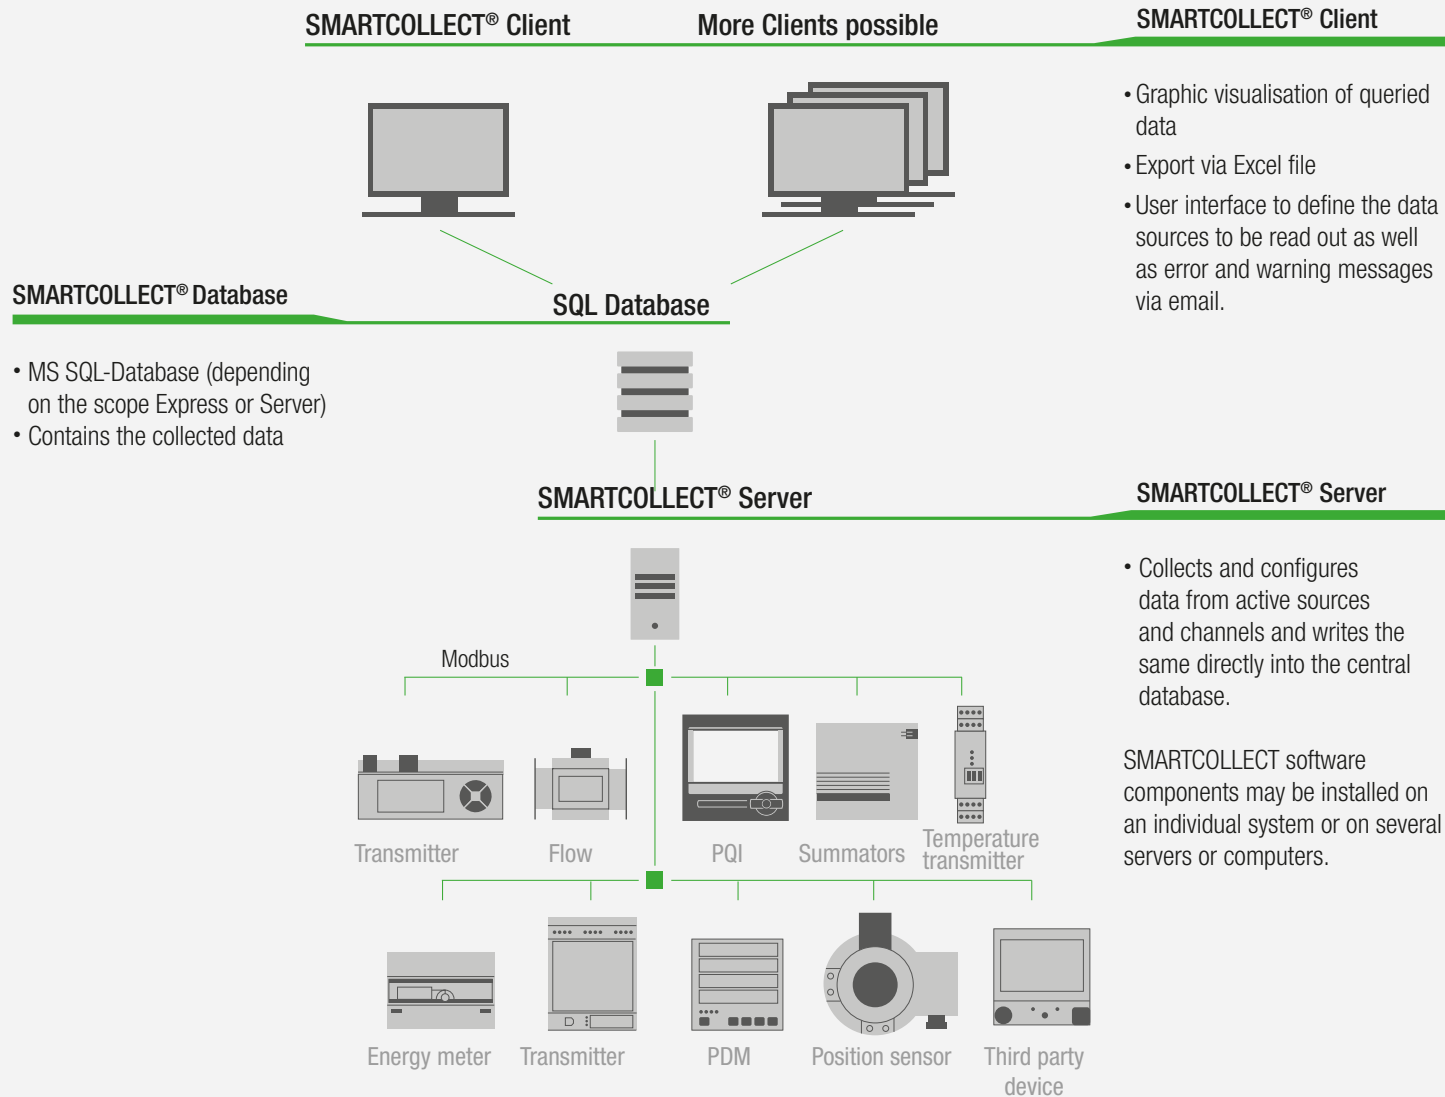 SMARTCOLLECT® Client
More Clients possible
SMARTCOLLECT® Client
• Graphic visualisation of queried
data
• Export via Excel file
• User interface to define the data
sources to be read out as well
as error and warning messages
via email.
SMARTCOLLECT® Database
SQL Database
• MS SQL-Database (depending
on the scope Express or Server)
• Contains the collected data
SMARTCOLLECT® Server
SMARTCOLLECT® Server
• Collects and configures
data from active sources
and channels and writes the
same directly into the central
database.
SMARTCOLLECT software
components may be installed on
an individual system or on several
servers or computers.
Modbus
Transmitter
Flow
PQI
Summators
Temperature
transmitter
Energy meter
Transmitter
PDM
Position sensor
Third party
device